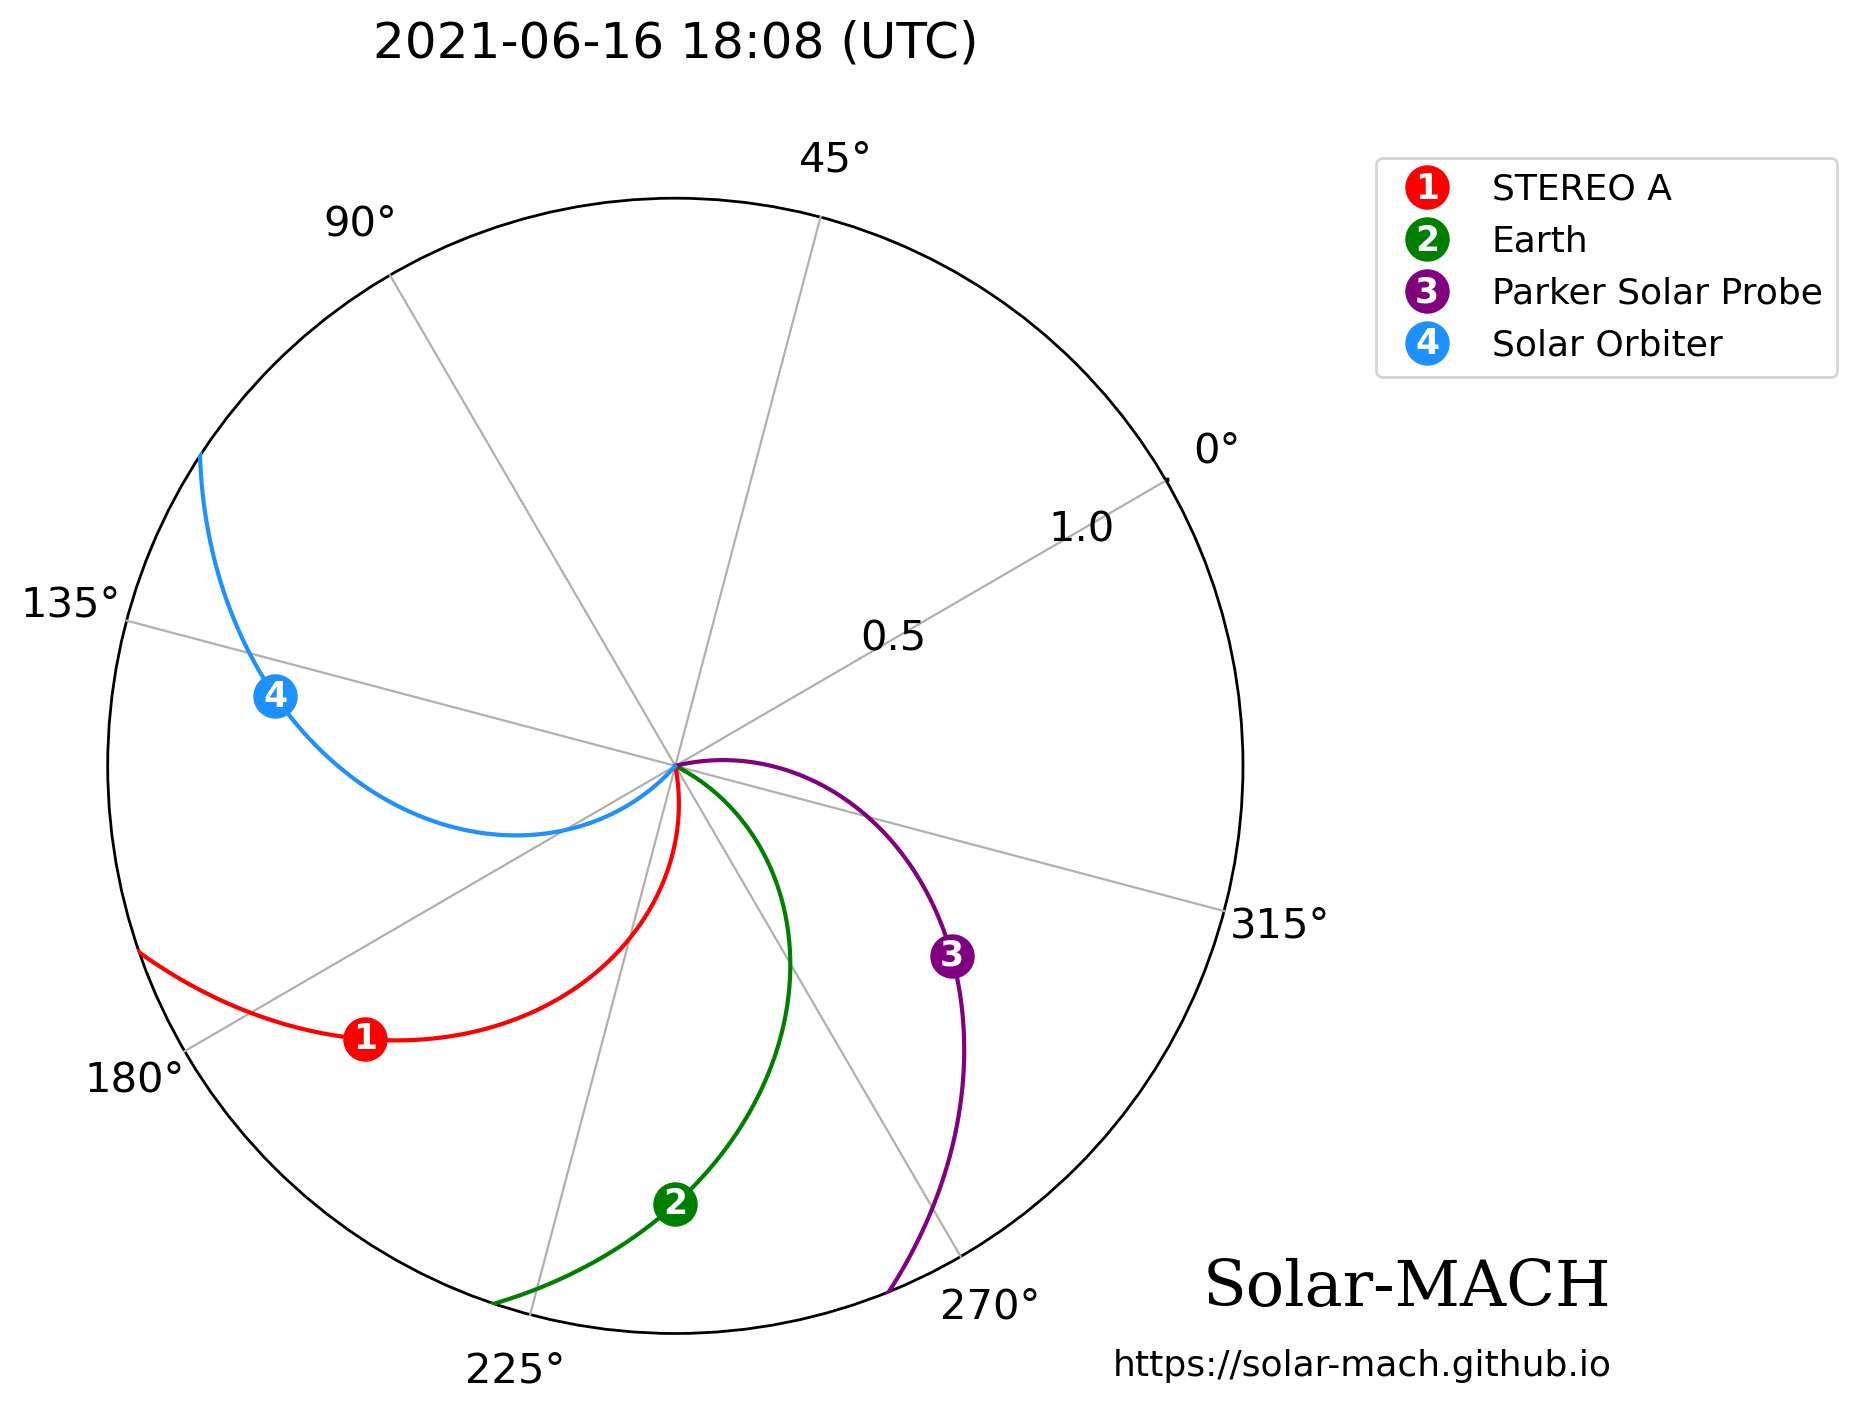 2021-06-16 18:08 (UTC)
45°
90°
1 STEREO A
2 Earth
3 Parker Solar Probe
4 Solar Orbiter
0°
1.0
135°
0.5
4
315°
3
1
180°
2
270°
Solar-MACH
225°
https://solar-mach.github.io